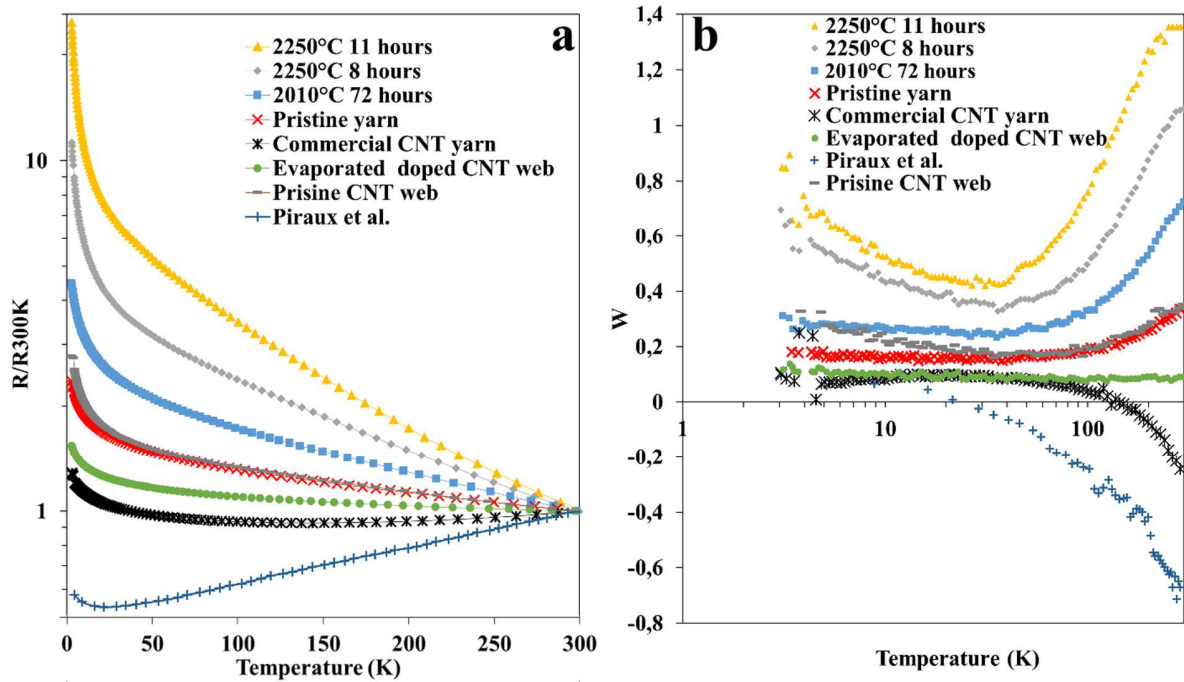 a
2250°C 11 hours
2250°C 8 hours
2010°C 72 hours
Pristine yarn
Commercial CNT yarn
Evaporated doped CNT web
Prisine CNT web
Piraux et al.
R/R300K
10
1
0
50
100
150
200
250
300
Temperature (K)
b
2250°C 11 hours
2250°C 8 hours
2010°C 72 hours
Pristine yarn
Commercial CNT yarn
Evaporated doped CNT web
Piraux et al.
Prisine CNT web
W
1,4
1,2
1
0,8
0,6
0,4
0,2
0
-0,2
-0,4
-0,6
-0,8
1
10
100
Temperature (K)